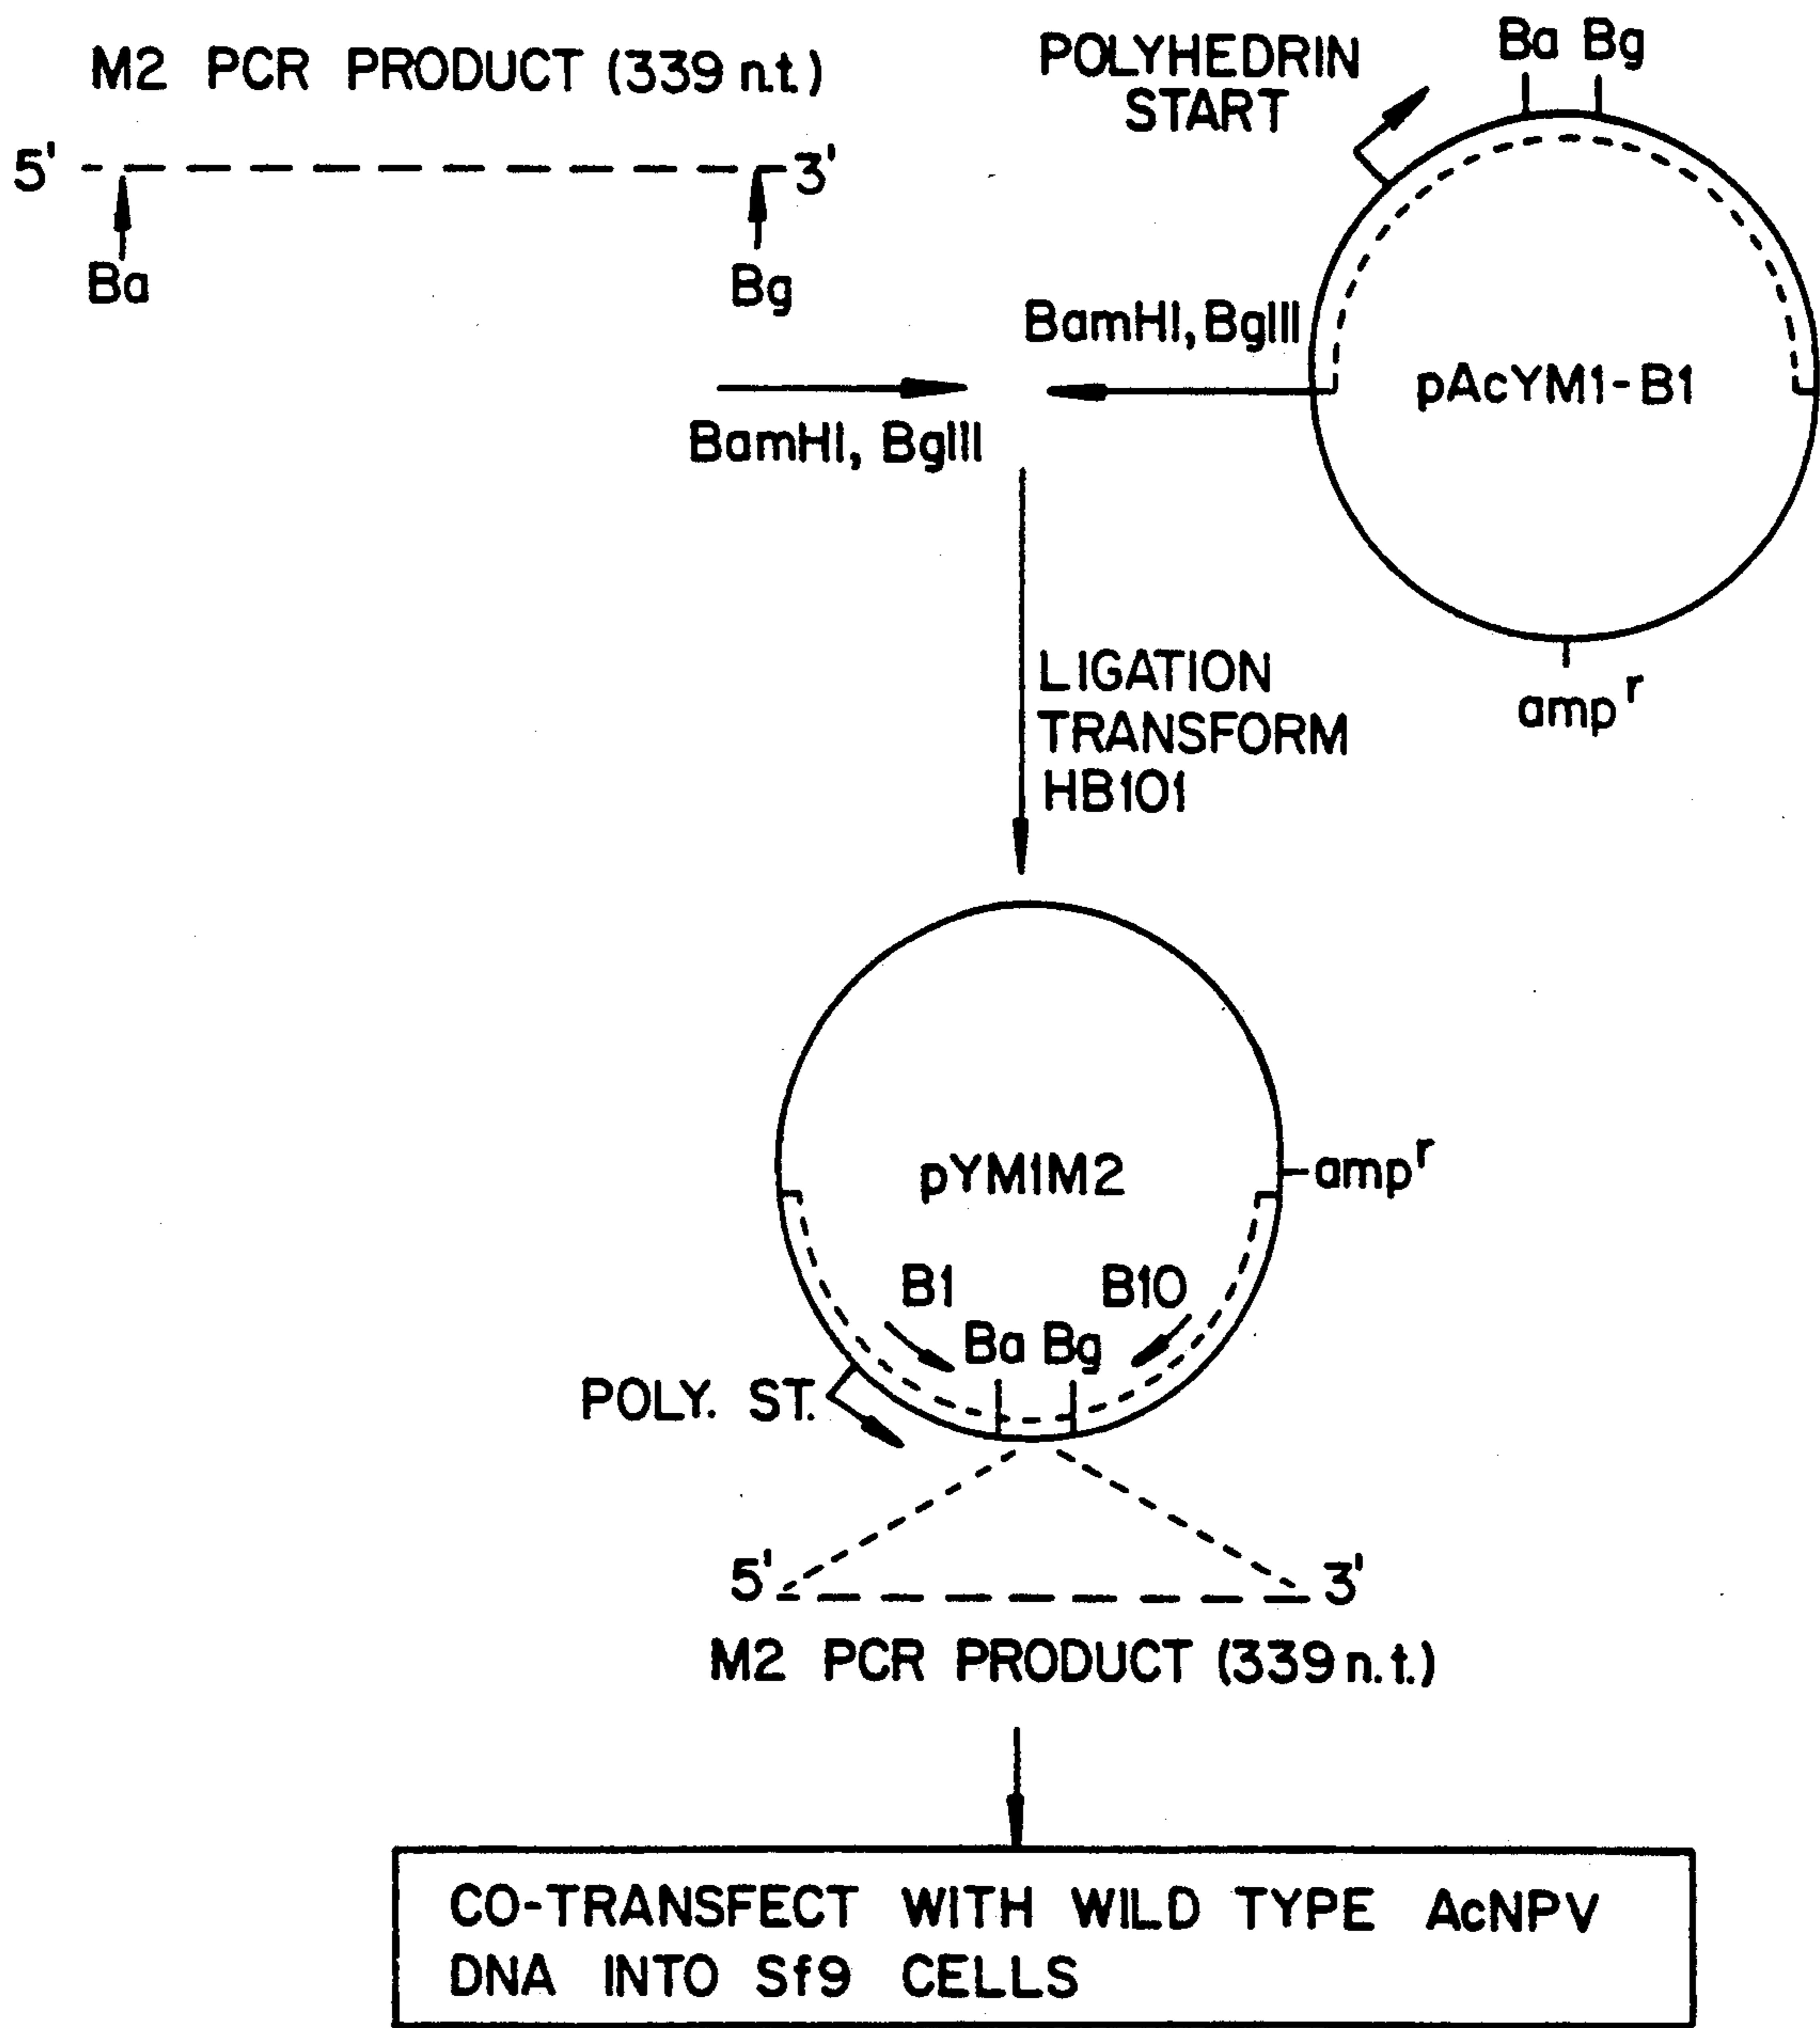 M2 PCR PRODUCT (339 n.t.)
5' 3'
Ba
Bg
POLYHEDRIN
START
Ba Bg
BamHI, BglII
pAcYM1-B1
BamHI, BglII
amp r
LIGATION
TRANSFORM
HB101
pYM1M2
amp r
B1
B10
Ba Bg
POLY. ST.
5' 3'
M2 PCR PRODUCT (339 n.t.)
CO-TRANSFECT WITH WILD TYPE AcNPV
DNA INTO Sf9 CELLS